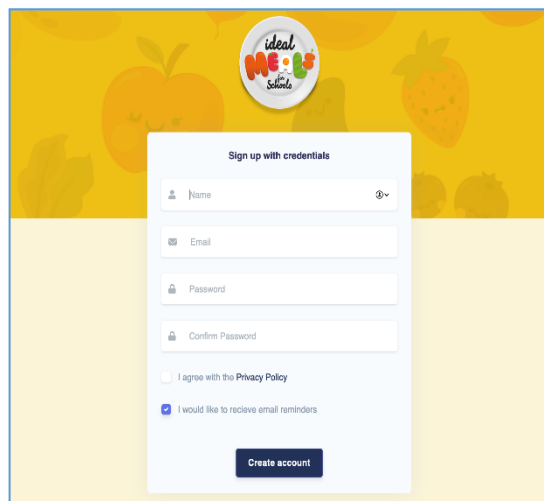 ideal
MEALS
for
Schools
Sign up with credentials
Name
Email
Password
Confirm Password
I agree with the Privacy Policy
I would like to recieve email reminders
Create account